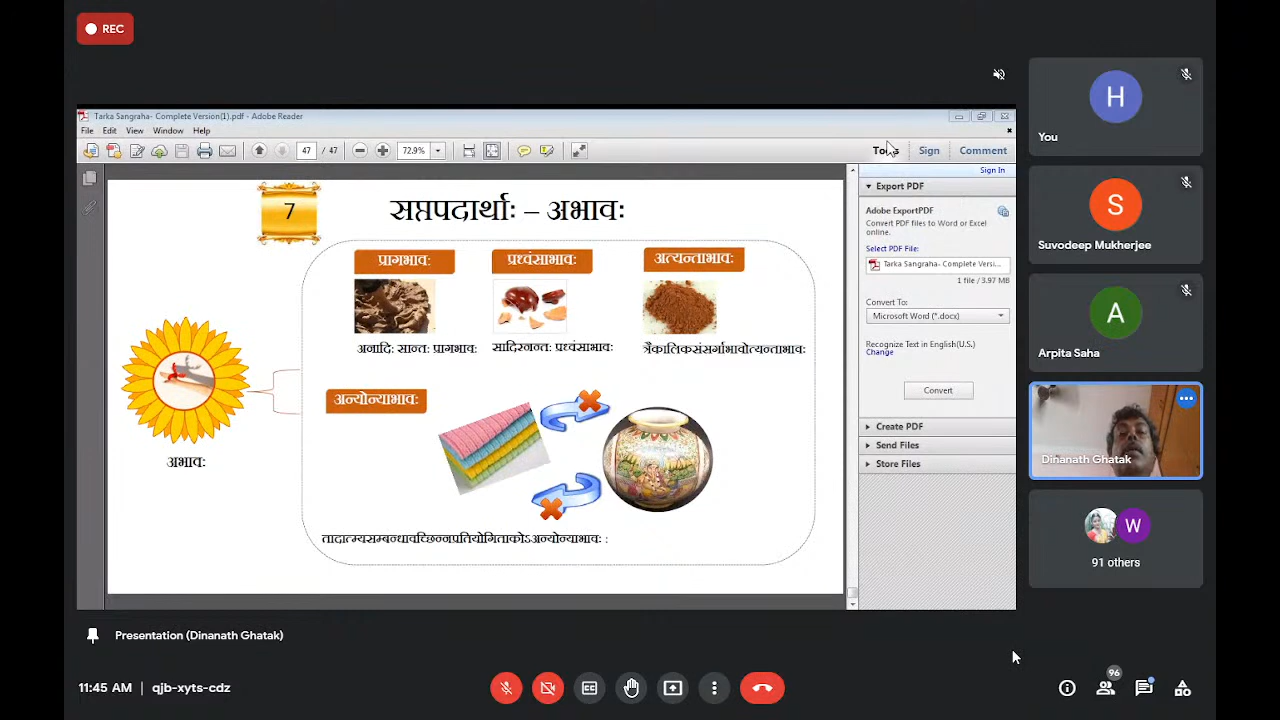 REC
Tarka Sangraha- Complete Version(1).pdf - Adobe Reader
File Edit View Window Help
47 / 47 72.9% Tools Sign Comment
Sign In
Export PDF
Adobe ExportPDF
Convert PDF files to Word or Excel
online.
Select PDF File:
Tarka Sangraha- Complete Versi...
1 file / 3.97 MB
Convert To:
Microsoft Word (*.docx)
Recognize Text in English(U.S.)
Change
Convert
Create PDF
Send Files
Store Files
7
सप्तपदार्थाः – अभावः
प्रागभावः प्रध्वंसाभावः अत्यन्ताभावः
अनादिः सान्तः प्रागभावः सादिरनन्तः प्रध्वंसाभावः त्रैकालिकसंसर्गाभावोत्यन्ताभावः
अन्योन्याभावः
अभावः
तादात्म्यसम्बन्धावच्छिन्नप्रतियोगिताकोऽअन्योन्याभावः :
H
You
S
Suvodeep Mukherjee
A
Arpita Saha
Dinanath Ghatak
W
91 others
Presentation (Dinanath Ghatak)
11:45 AM | qjb-xyts-cdz
CC
96